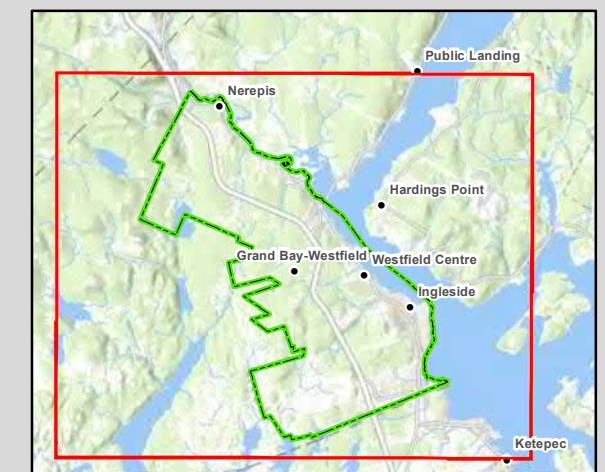 Public Landing
Nerepis
Hardings Point
Grand Bay-Westfield
Westfield Centre
Ingleside
Ketepec